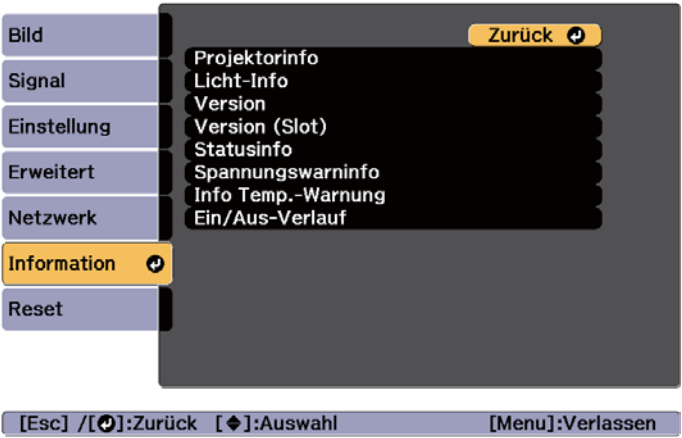 Bild
Signal
Einstellung
Erweitert
Netzwerk
Information
Reset
Zurück
Projektorinfo
Licht-Info
Version
Version (Slot)
Statusinfo
Spannungswarninfo
Info Temp.-Warnung
Ein/Aus-Verlauf
[Esc] /[⏎]:Zurück [◆]:Auswahl [Menu]:Verlassen